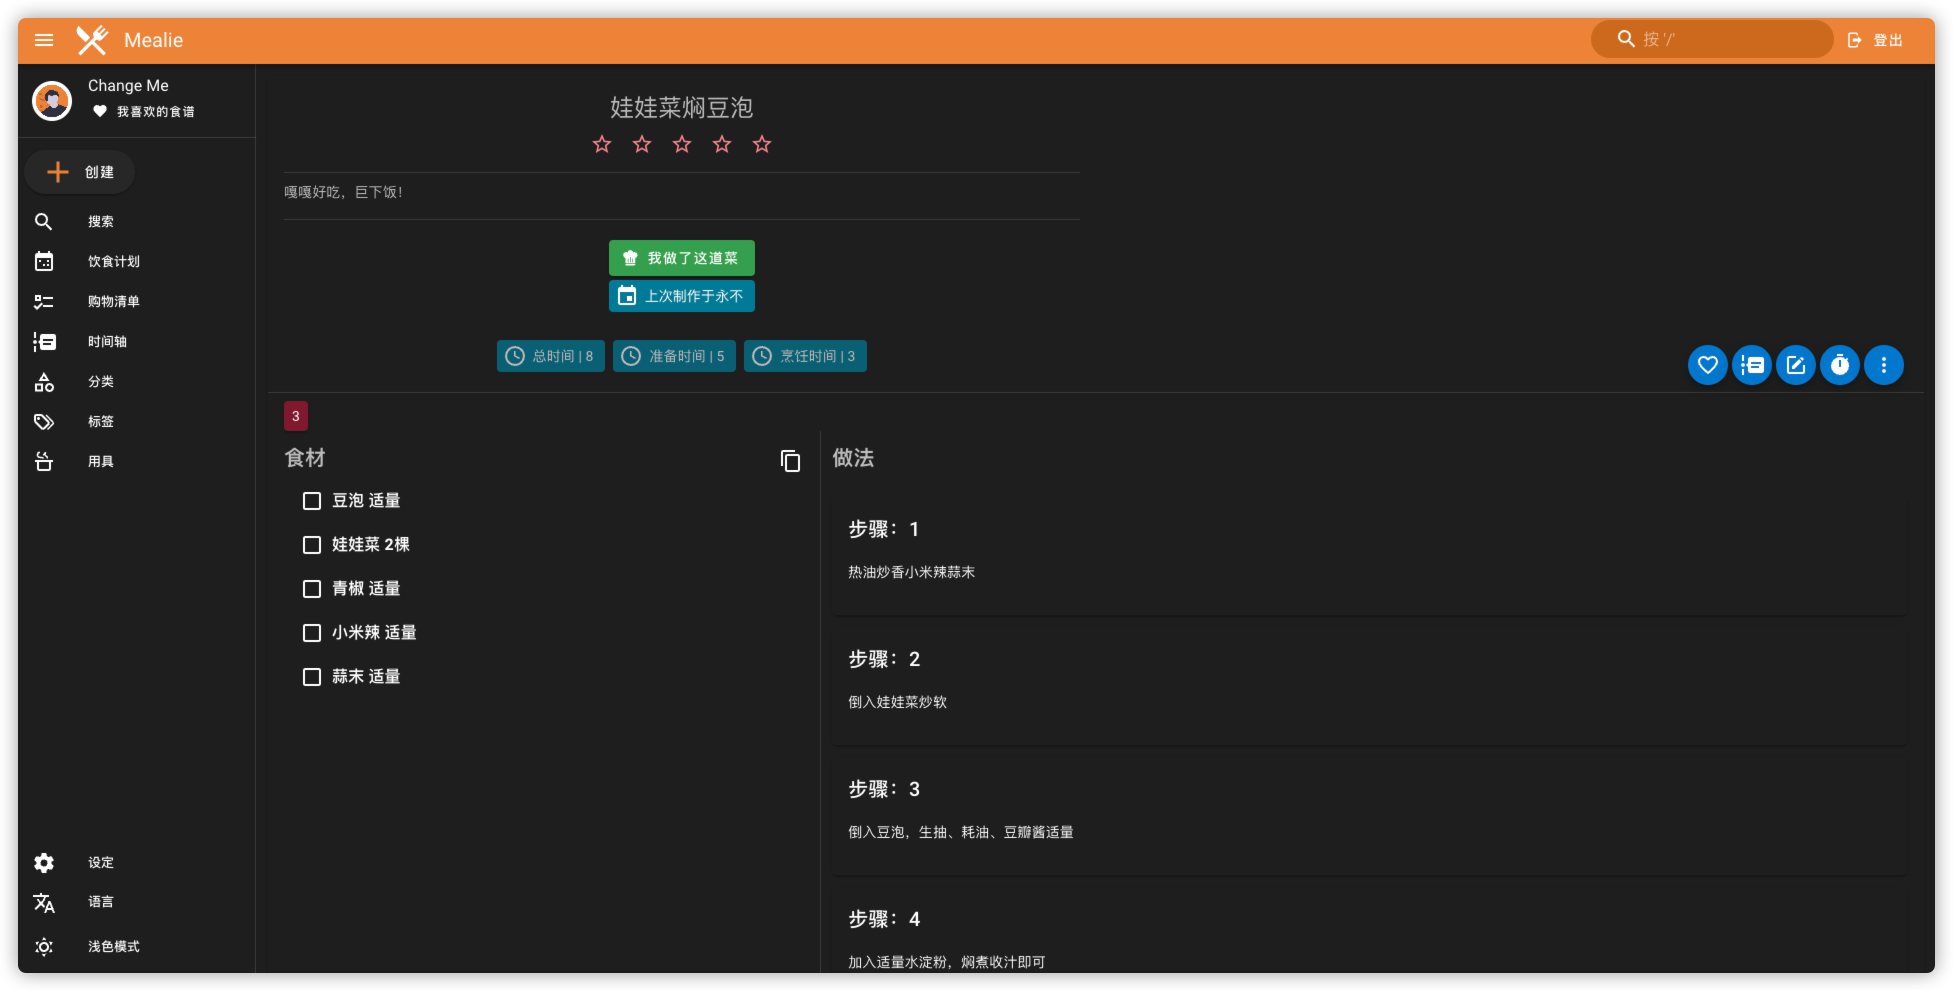 Mealie
按 '/'
登出
Change Me
我喜欢的食谱
创建
搜索
饮食计划
购物清单
时间轴
分类
标签
用具
设定
语言
浅色模式
娃娃菜焖豆泡
嘎嘎好吃，巨下饭！
我做了这道菜
上次制作于永不
总时间 | 8
准备时间 | 5
烹饪时间 | 3
3
食材
豆泡 适量
娃娃菜 2棵
青椒 适量
小米辣 适量
蒜末 适量
做法
步骤：1
热油炒香小米辣蒜末
步骤：2
倒入娃娃菜炒软
步骤：3
倒入豆泡，生抽、耗油、豆瓣酱适量
步骤：4
加入适量水淀粉，焖煮收汁即可